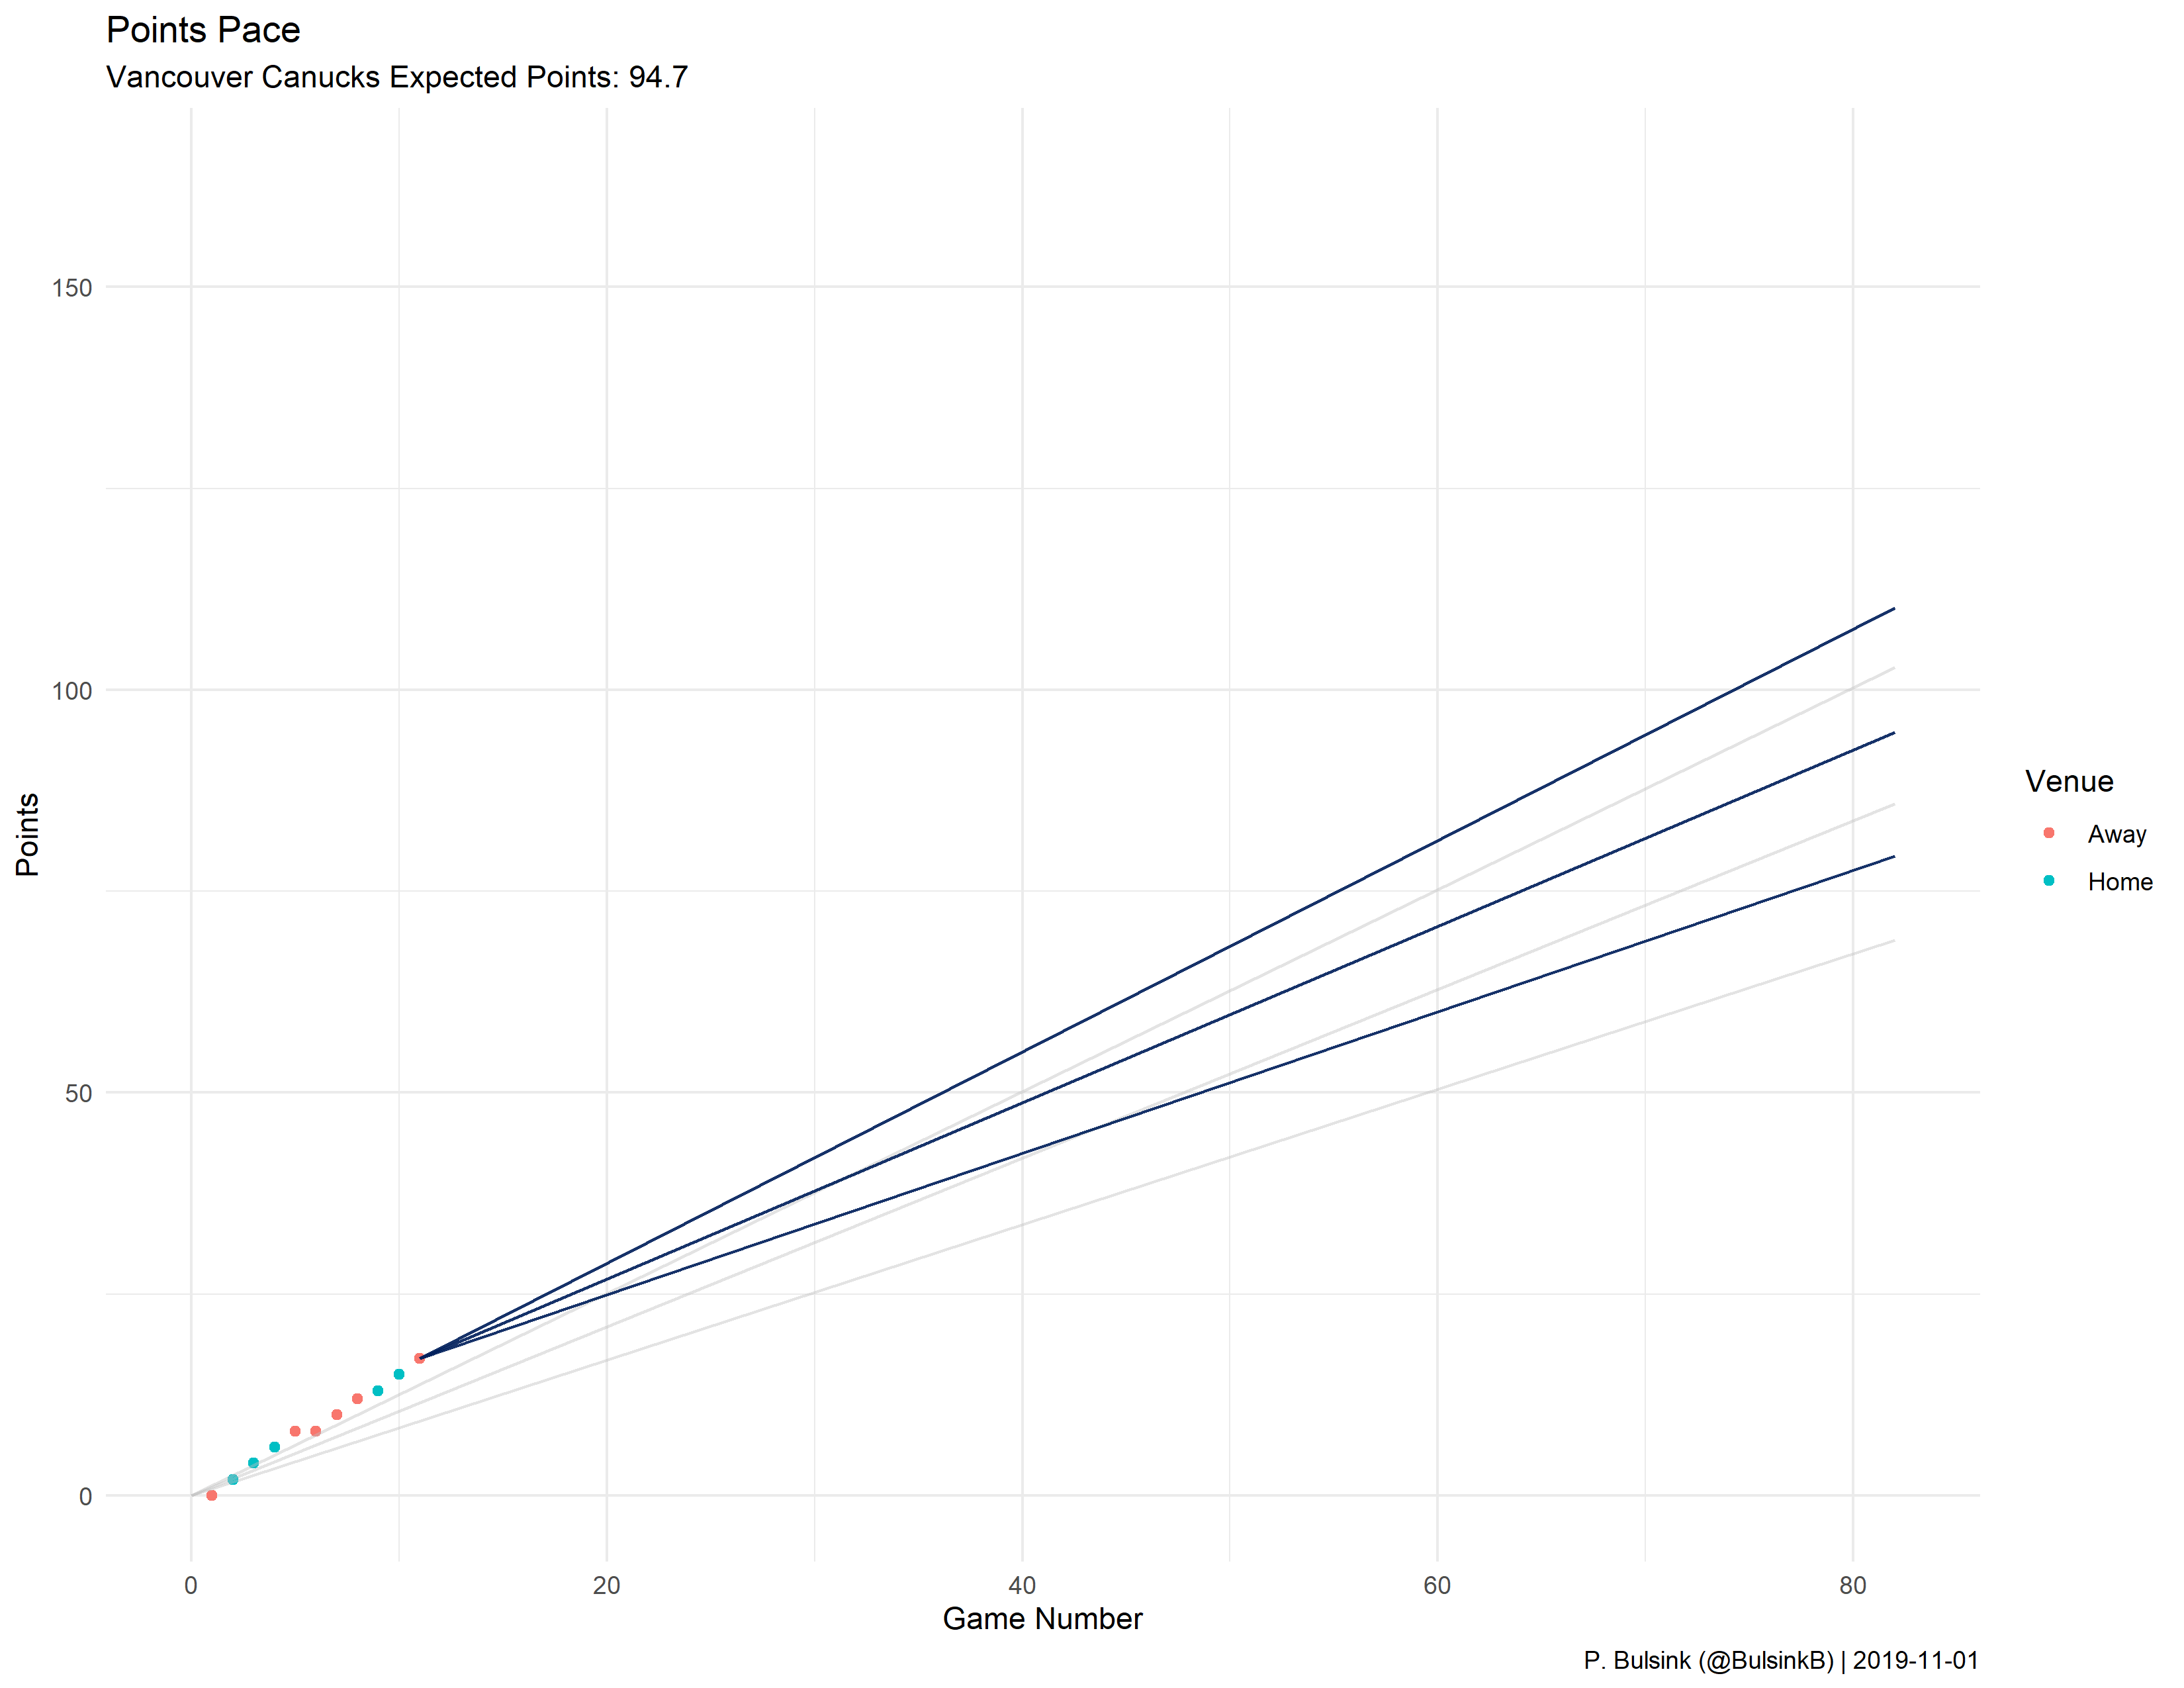 Points Pace
Vancouver Canucks Expected Points: 94.7
150
100
50
0
Points
0 20 40 60 80
Game Number
Venue
Away
Home
P. Bulsink (@BulsinkB) | 2019-11-01